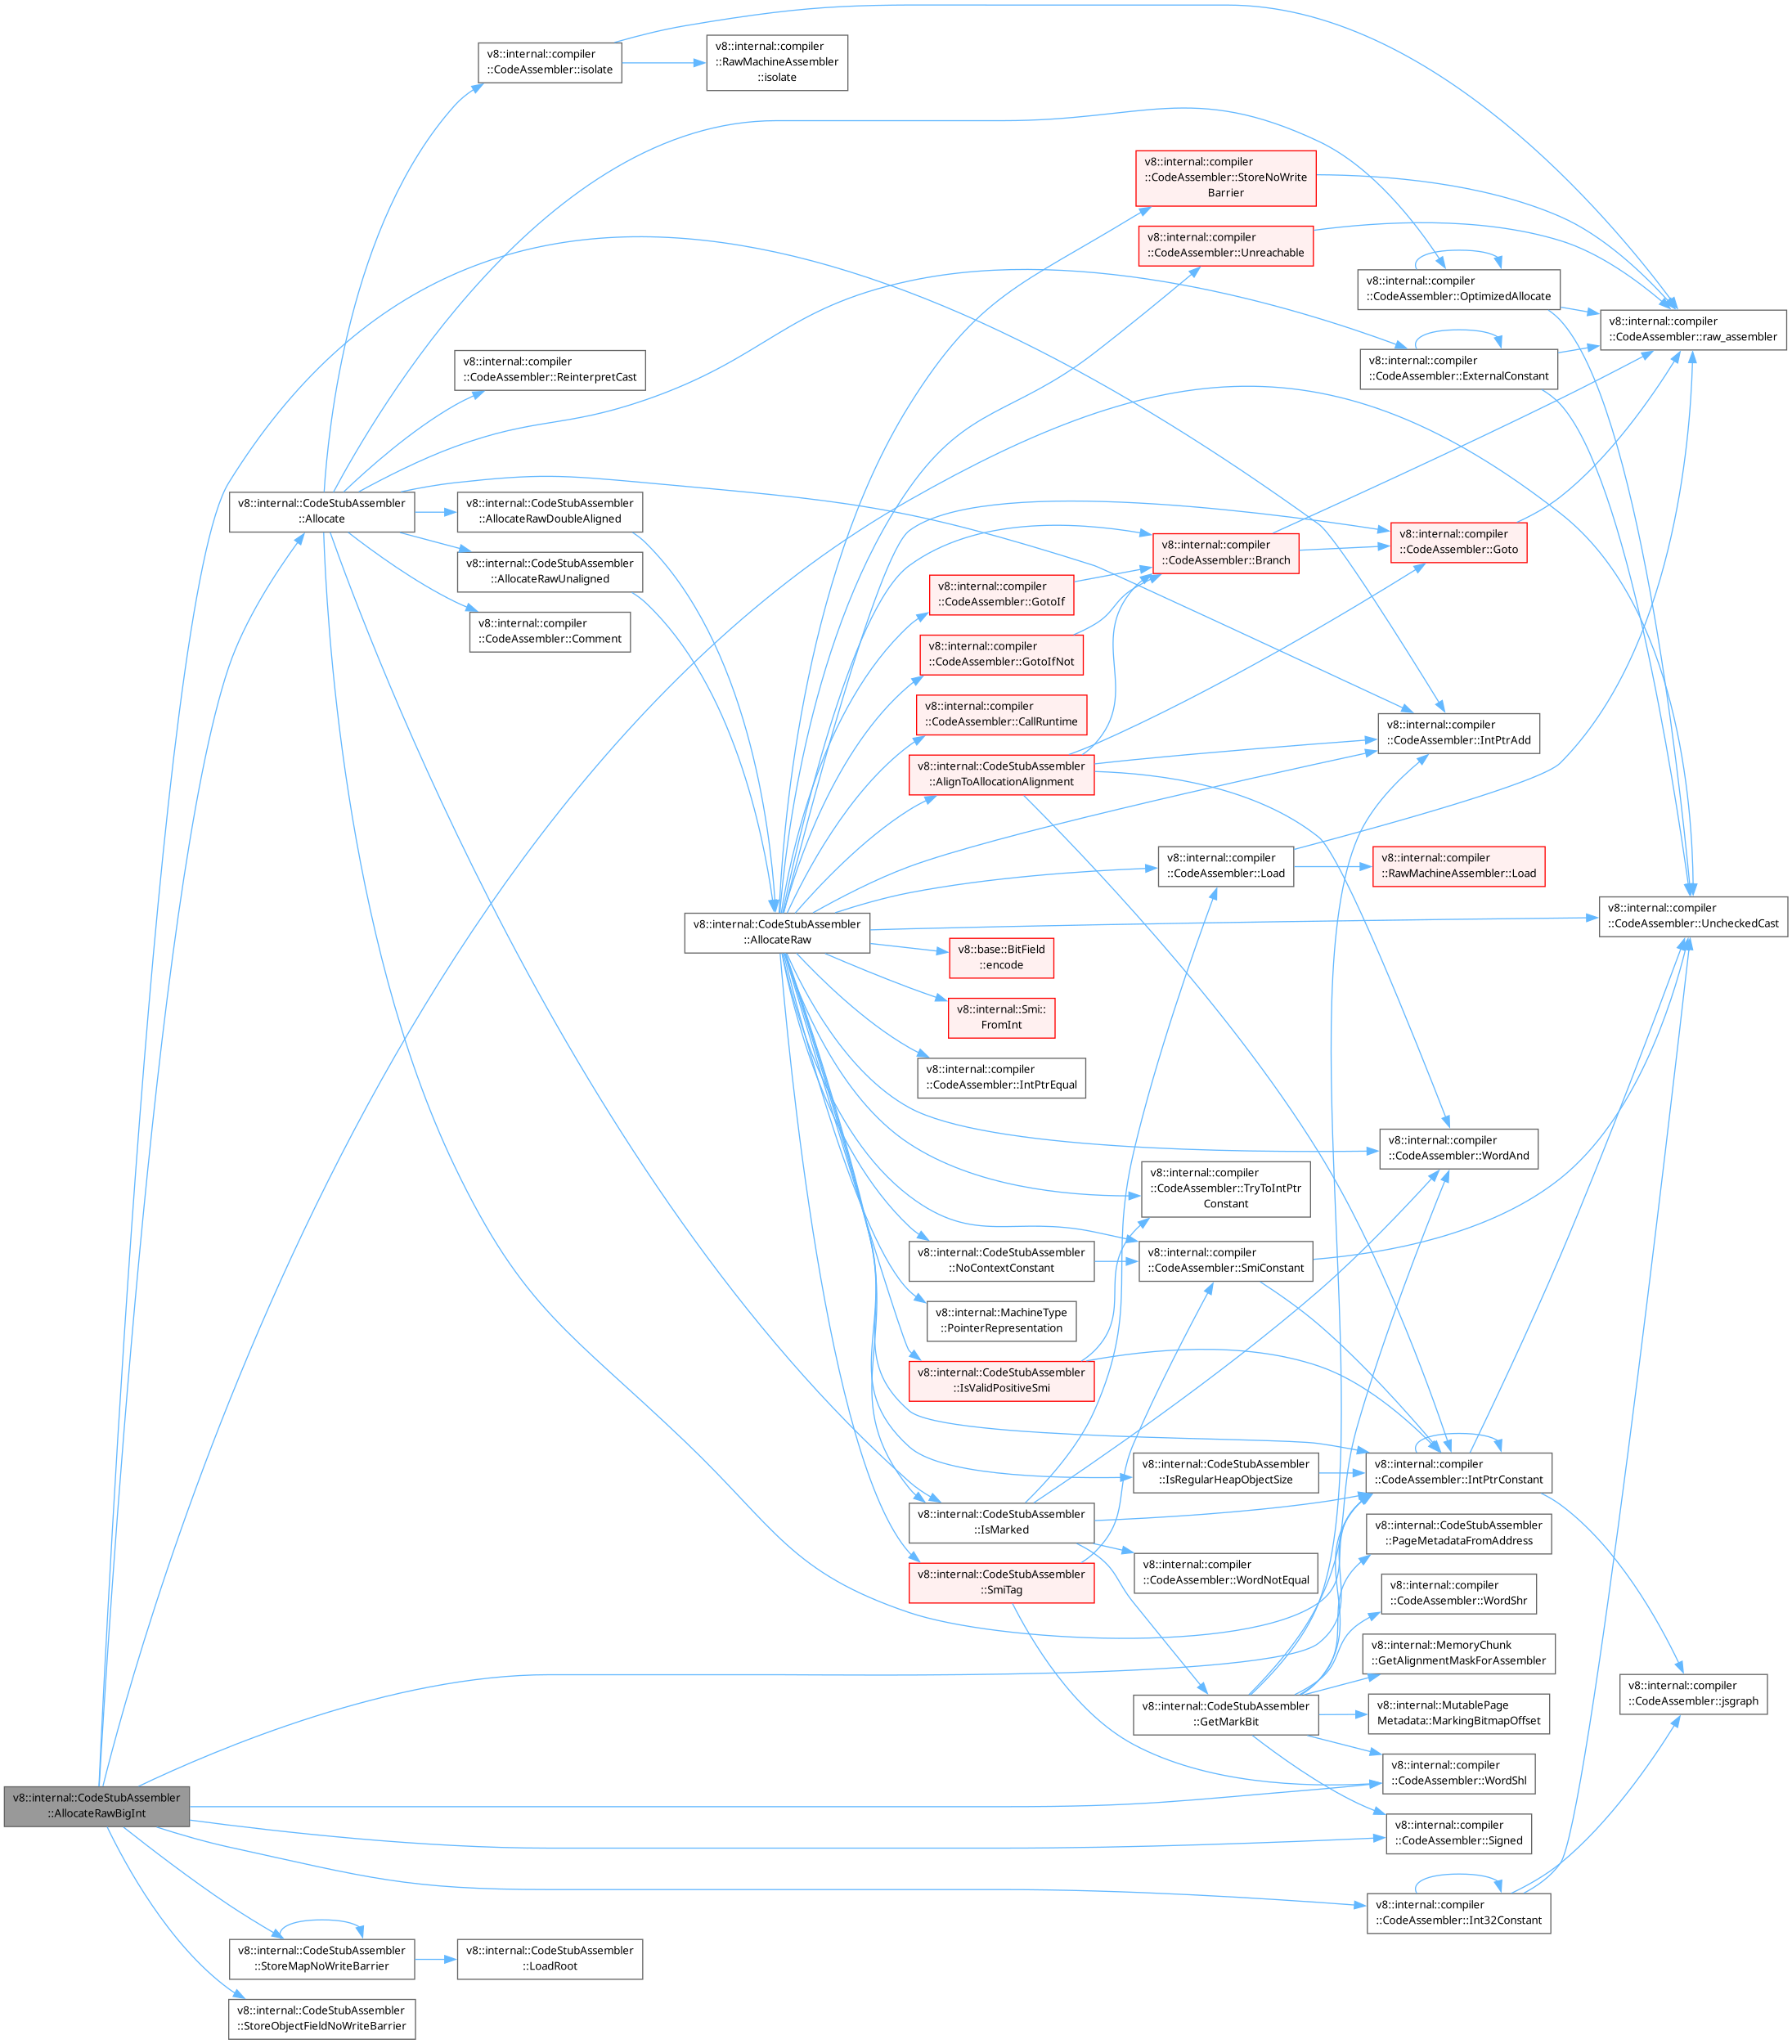 v8::internal::compiler
::CodeAssembler::isolate
v8::internal::compiler
::RawMachineAssembler
::isolate
v8::internal::compiler
::CodeAssembler::StoreNoWrite
Barrier
v8::internal::compiler
::CodeAssembler::Unreachable
v8::internal::compiler
::CodeAssembler::OptimizedAllocate
v8::internal::compiler
::CodeAssembler::raw_assembler
v8::internal::compiler
::CodeAssembler::ExternalConstant
v8::internal::compiler
::CodeAssembler::ReinterpretCast
v8::internal::CodeStubAssembler
::Allocate
v8::internal::CodeStubAssembler
::AllocateRawDoubleAligned
v8::internal::CodeStubAssembler
::AllocateRawUnaligned
v8::internal::compiler
::CodeAssembler::Comment
v8::internal::compiler
::CodeAssembler::Branch
v8::internal::compiler
::CodeAssembler::Goto
v8::internal::compiler
::CodeAssembler::GotoIf
v8::internal::compiler
::CodeAssembler::GotoIfNot
v8::internal::compiler
::CodeAssembler::CallRuntime
v8::internal::compiler
::CodeAssembler::IntPtrAdd
v8::internal::CodeStubAssembler
::AlignToAllocationAlignment
v8::internal::compiler
::CodeAssembler::Load
v8::internal::compiler
::RawMachineAssembler::Load
v8::internal::CodeStubAssembler
::AllocateRaw
v8::internal::compiler
::CodeAssembler::UncheckedCast
v8::base::BitField
::encode
v8::internal::Smi::
FromInt
v8::internal::compiler
::CodeAssembler::IntPtrEqual
v8::internal::compiler
::CodeAssembler::WordAnd
v8::internal::compiler
::CodeAssembler::TryToIntPtr
Constant
v8::internal::CodeStubAssembler
::NoContextConstant
v8::internal::compiler
::CodeAssembler::SmiConstant
v8::internal::MachineType
::PointerRepresentation
v8::internal::CodeStubAssembler
::IsValidPositiveSmi
v8::internal::CodeStubAssembler
::IsRegularHeapObjectSize
v8::internal::compiler
::CodeAssembler::IntPtrConstant
v8::internal::CodeStubAssembler
::IsMarked
v8::internal::CodeStubAssembler
::PageMetadataFromAddress
v8::internal::CodeStubAssembler
::SmiTag
v8::internal::compiler
::CodeAssembler::WordNotEqual
v8::internal::compiler
::CodeAssembler::WordShr
v8::internal::MemoryChunk
::GetAlignmentMaskForAssembler
v8::internal::compiler
::CodeAssembler::jsgraph
v8::internal::CodeStubAssembler
::GetMarkBit
v8::internal::MutablePage
Metadata::MarkingBitmapOffset
v8::internal::compiler
::CodeAssembler::WordShl
v8::internal::CodeStubAssembler
::AllocateRawBigInt
v8::internal::compiler
::CodeAssembler::Signed
v8::internal::compiler
::CodeAssembler::Int32Constant
v8::internal::CodeStubAssembler
::StoreMapNoWriteBarrier
v8::internal::CodeStubAssembler
::LoadRoot
v8::internal::CodeStubAssembler
::StoreObjectFieldNoWriteBarrier